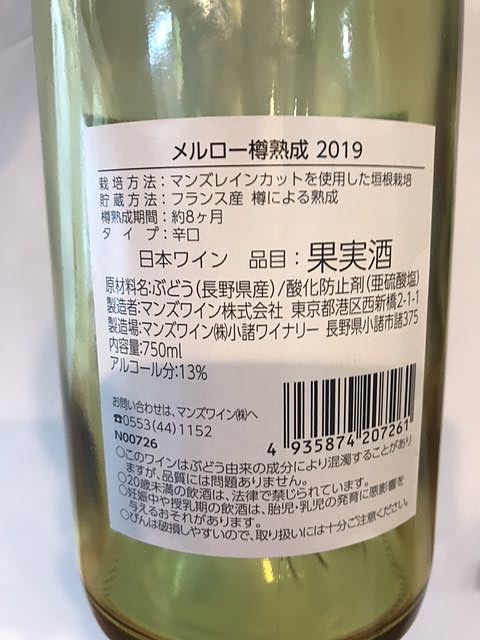 メルロー樽熟成 2019
栽培方法：マンズレインカットを使用した垣根栽培
貯蔵方法：フランス産 樽による熟成
樽熟成期間：約8ヶ月
タイプ：辛口
日本ワイン 品目：果実酒
原材料名：ぶどう（長野県産）/酸化防止剤（亜硫酸塩）
製造者：マンズワイン株式会社 東京都港区西新橋2-1-1
製造場：マンズワイン㈱小諸ワイナリー 長野県小諸市諸375
内容量：750ml
アルコール分：13%
お問い合わせは、マンズワイン㈱へ
☎0553(44)1152
N00726
4 935874 207261
○このワインはぶどう由来の成分により混濁することがあり
ますが、品質には問題ありません。
○20歳未満の飲酒は、法律で禁じられています。
○妊娠中や授乳期の飲酒は、胎児・乳児の発育に悪影響を
与えるおそれがあります。
○びんは破損しやすいので、取り扱いには十分ご注意ください。